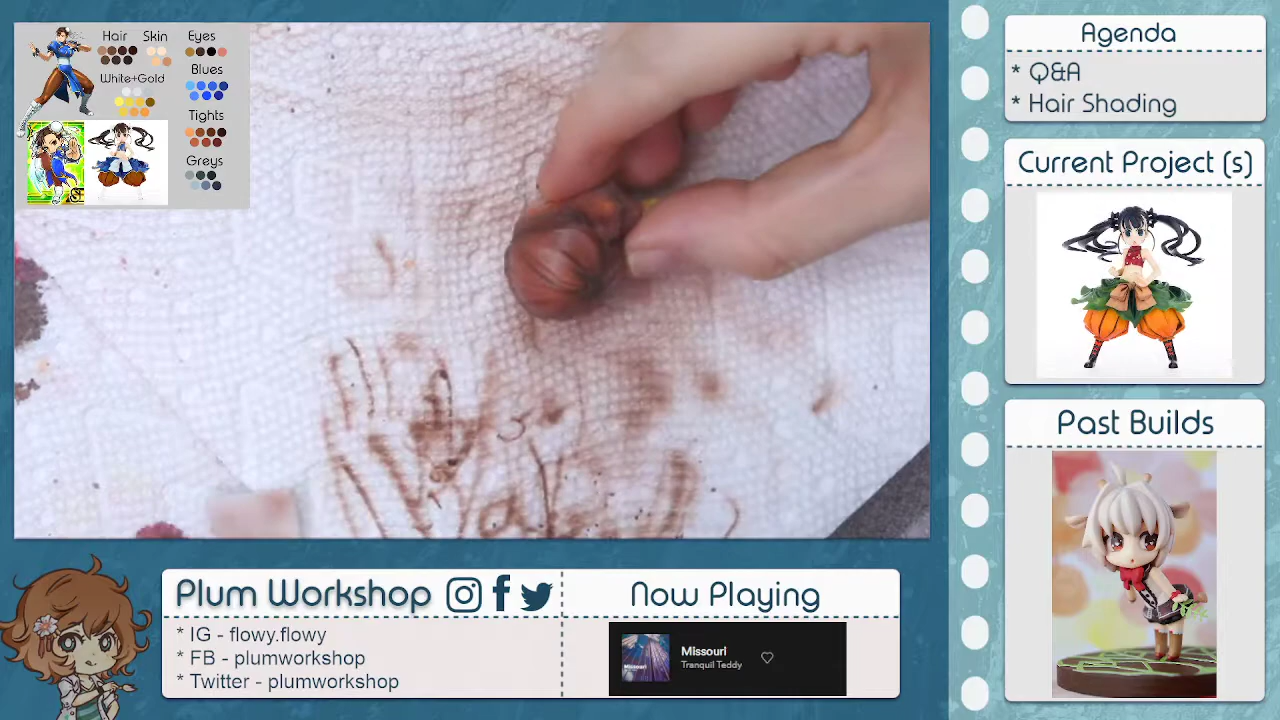 Hair Skin Eyes
White+Gold
Blues
Tights
Greys
Agenda
* Q&A
* Hair Shading
Current Project (s)
Past Builds
Plum Workshop
* IG - flowy.flowy
* FB - plumworkshop
* Twitter - plumworkshop
Now Playing
Missouri
Tranquil Teddy